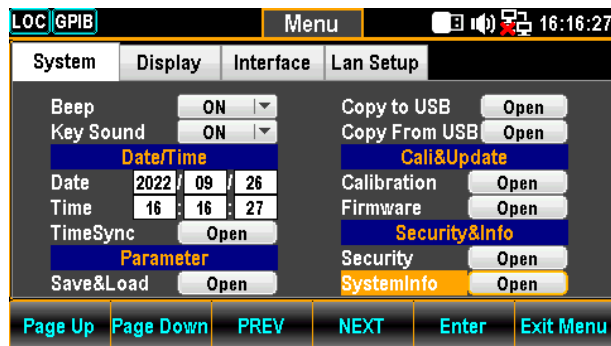 LOC GPIB Menu 16:16:27
System Display Interface Lan Setup
Beep ON Copy to USB Open
Key Sound ON Copy From USB Open
Date/Time Cali&Update
Date 2022 / 09 / 26 Calibration Open
Time 16 : 16 : 27 Firmware Open
TimeSync Open Security&Info
Parameter Security Open
Save&Load Open SystemInfo Open
Page Up Page Down PREV NEXT Enter Exit Menu